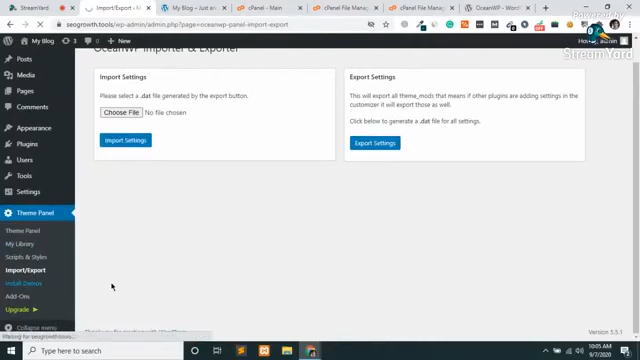 StreamYard
Import/Export ‹ My B
My Blog – Just an
cPanel - Main
cPanel File Manag
cPanel File Manag
OceanWP - WordPr
seogrowth.tools/wp-admin/admin.php?page=oceanwp-panel-import-export
StreamYard
My Blog
3
0
New
admin
OceanWP Importer & Exporter
Posts
Media
Pages
Comments
Appearance
Plugins
Users
Tools
Settings
Theme Panel
Theme Panel
My Library
Scripts & Styles
Import/Export
Install Demos
Add-Ons
Upgrade
Collapse menu
Import Settings
Please select a .dat file generated by the export button.
Choose File No file chosen
Import Settings
Export Settings
This will export all theme_mods that means if other plugins are adding settings in the
customizer it will export those as well.
Click below to generate a .dat file for all settings.
Export Settings
Version 5.5.1
Type here to search
10:05 AM
9/7/2020